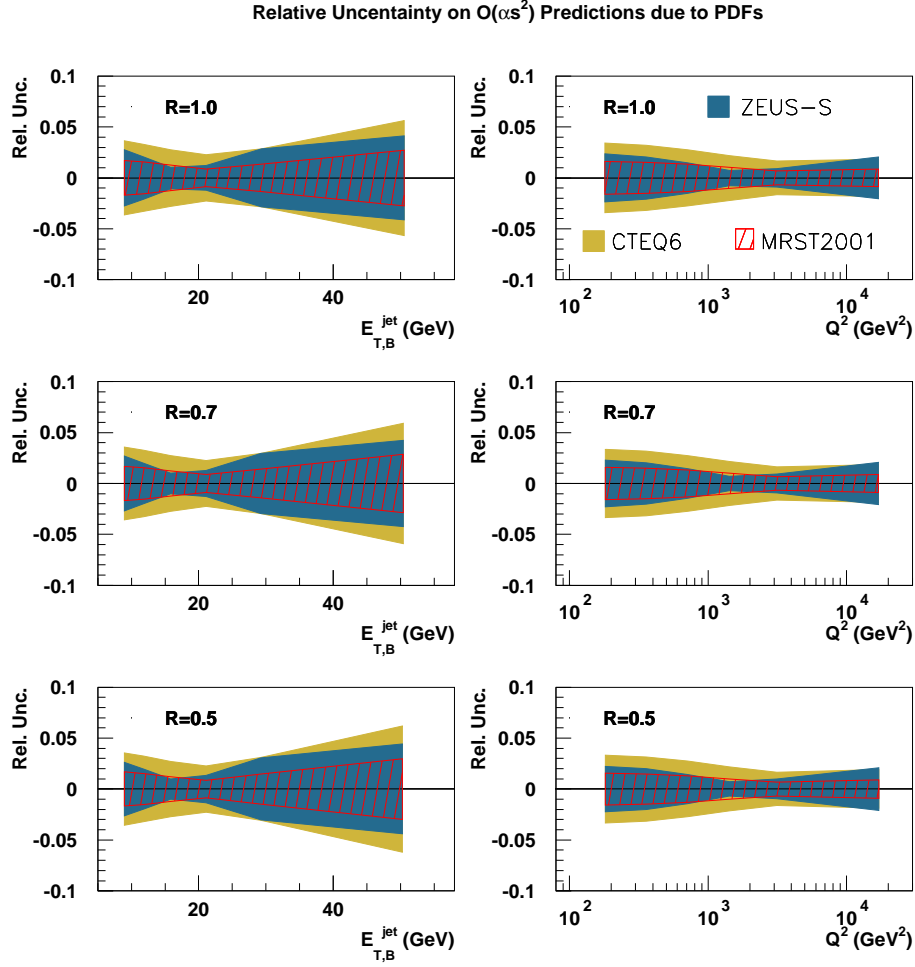 Relative Uncentainty on O(αs²) Predictions due to PDFs
Rel. Unc.
0.1
0.05
0
-0.05
-0.1
R=1.0
20
40
E_T,B^jet (GeV)
Rel. Unc.
0.1
0.05
0
-0.05
-0.1
R=1.0
ZEUS-S
CTEQ6
MRST2001
10²
10³
10⁴
Q² (GeV²)
Rel. Unc.
0.1
0.05
0
-0.05
-0.1
R=0.7
20
40
E_T,B^jet (GeV)
Rel. Unc.
0.1
0.05
0
-0.05
-0.1
R=0.7
10²
10³
10⁴
Q² (GeV²)
Rel. Unc.
0.1
0.05
0
-0.05
-0.1
R=0.5
20
40
E_T,B^jet (GeV)
Rel. Unc.
0.1
0.05
0
-0.05
-0.1
R=0.5
10²
10³
10⁴
Q² (GeV²)